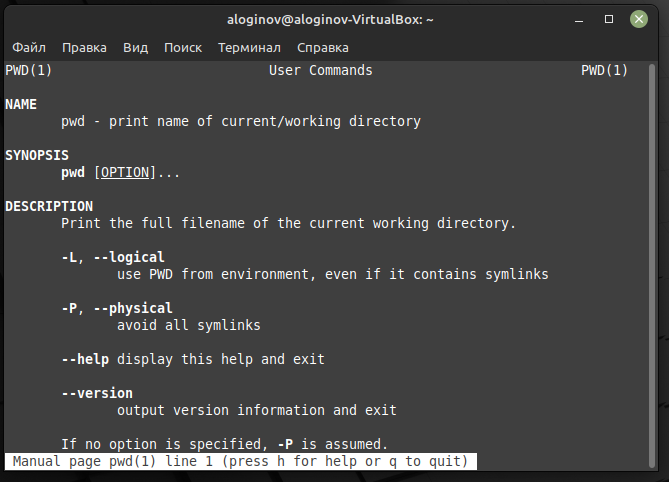 aloginov@aloginov-VirtualBox: ~
Файл Правка Вид Поиск Терминал Справка
PWD(1) User Commands PWD(1)
NAME
pwd - print name of current/working directory
SYNOPSIS
pwd [OPTION]...
DESCRIPTION
Print the full filename of the current working directory.
-L, --logical
use PWD from environment, even if it contains symlinks
-P, --physical
avoid all symlinks
--help display this help and exit
--version
output version information and exit
If no option is specified, -P is assumed.
Manual page pwd(1) line 1 (press h for help or q to quit)